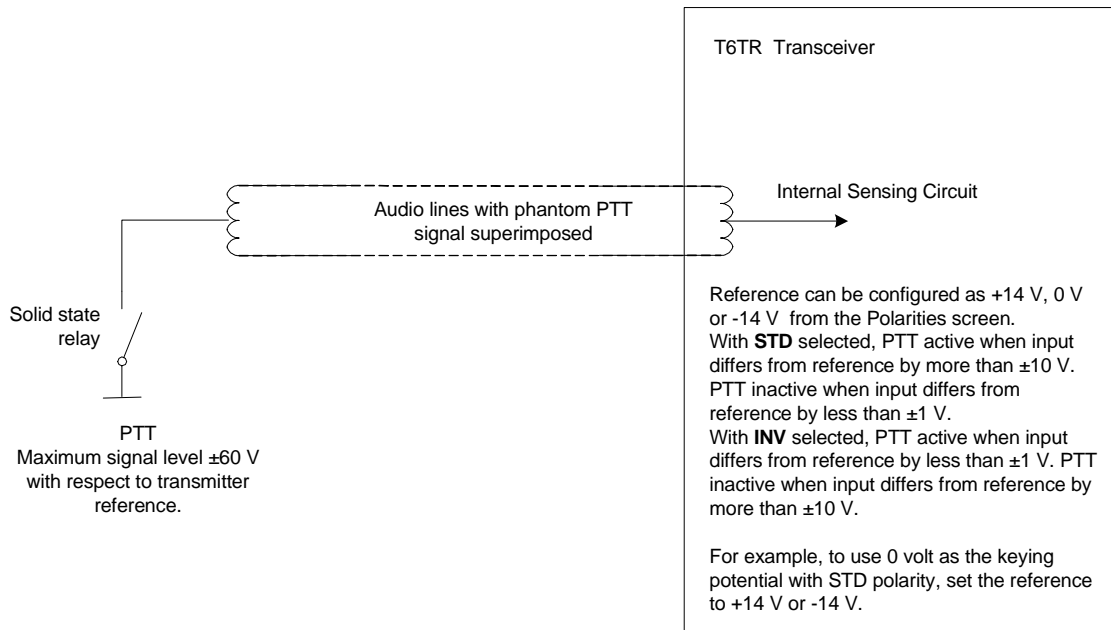 T6TR Transceiver
Internal Sensing Circuit
Audio lines with phantom PTT
signal superimposed
Solid state
relay
PTT
Maximum signal level ±60 V
with respect to transmitter
reference.
Reference can be configured as +14 V, 0 V
or -14 V from the Polarities screen.
With STD selected, PTT active when input
differs from reference by more than ±10 V.
PTT inactive when input differs from
reference by less than ±1 V.
With INV selected, PTT active when input
differs from reference by less than ±1 V. PTT
inactive when input differs from reference by
more than ±10 V.
For example, to use 0 volt as the keying
potential with STD polarity, set the reference
to +14 V or -14 V.